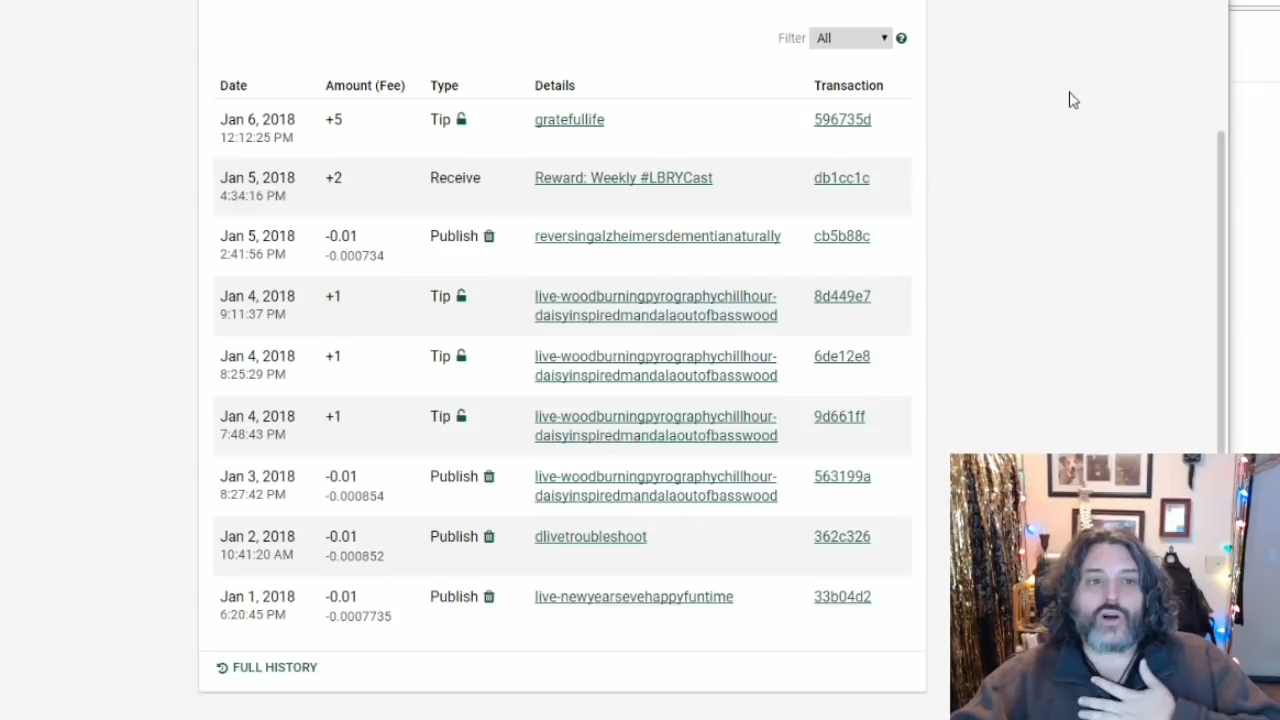 Filter All
Date Amount (Fee) Type Details Transaction
Jan 6, 2018 +5 Tip gratefullife 596735d
12:12:25 PM
Jan 5, 2018 +2 Receive Reward: Weekly #LBRYCast db1cc1c
4:34:16 PM
Jan 5, 2018 -0.01 Publish reversingalzheimersdementianaturally cb5b88c
2:41:56 PM -0.000734
Jan 4, 2018 +1 Tip live-woodburningpyrographychillhour- 8d449e7
9:11:37 PM daisyinspiredmandalaoutofbasswood
Jan 4, 2018 +1 Tip live-woodburningpyrographychillhour- 6de12e8
8:25:29 PM daisyinspiredmandalaoutofbasswood
Jan 4, 2018 +1 Tip live-woodburningpyrographychillhour- 9d661ff
7:48:43 PM daisyinspiredmandalaoutofbasswood
Jan 3, 2018 -0.01 Publish live-woodburningpyrographychillhour- 563199a
8:27:42 PM -0.000854 daisyinspiredmandalaoutofbasswood
Jan 2, 2018 -0.01 Publish dlivetroubleshoot 362c326
10:41:20 AM -0.000852
Jan 1, 2018 -0.01 Publish live-newyearsevehappyfuntime 33b04d2
6:20:45 PM -0.0007735
FULL HISTORY